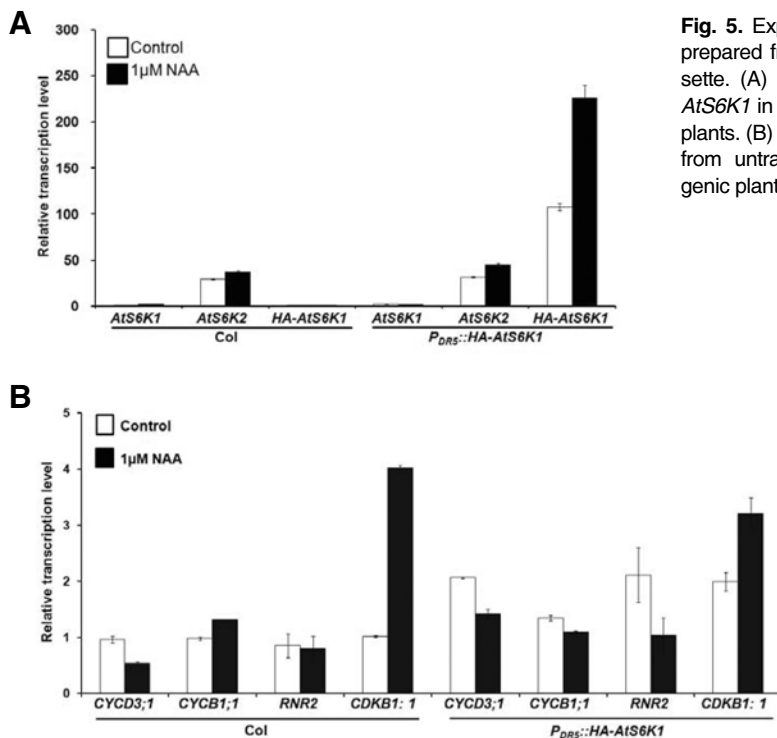 A
Relative transcription level
300
250
200
150
100
50
0
Control
1μM NAA
AtS6K1 AtS6K2 HA-AtS6K1 AtS6K1 AtS6K2 HA-AtS6K1
Col P_DR5::HA-AtS6K1
Fig. 5. Exp
prepared f
sette. (A)
AtS6K1 in
plants. (B)
from untra
genic plant
B
Relative transcription level
5
4
3
2
1
0
Control
1μM NAA
CYCD3;1 CYCB1;1 RNR2 CDKB1: 1 CYCD3;1 CYCB1;1 RNR2 CDKB1: 1
Col P_DR5::HA-AtS6K1